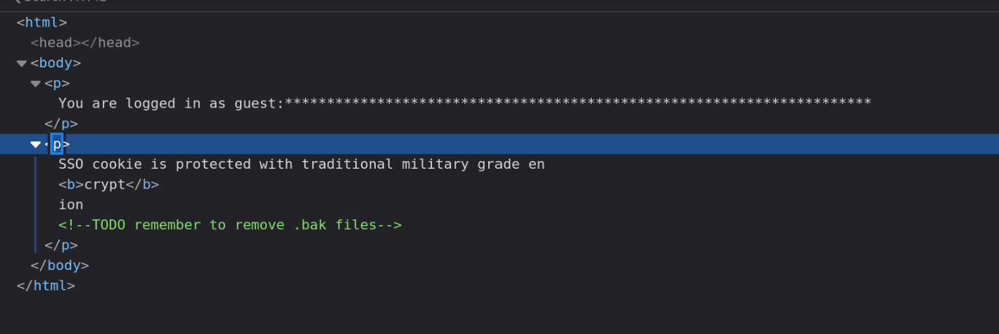 <html>
<head></head>
<body>
<p>
You are logged in as guest:**********************************************************************
</p>
<p>
SSO cookie is protected with traditional military grade en
<b>crypt</b>
ion
<!--TODO remember to remove .bak files-->
</p>
</body>
</html>